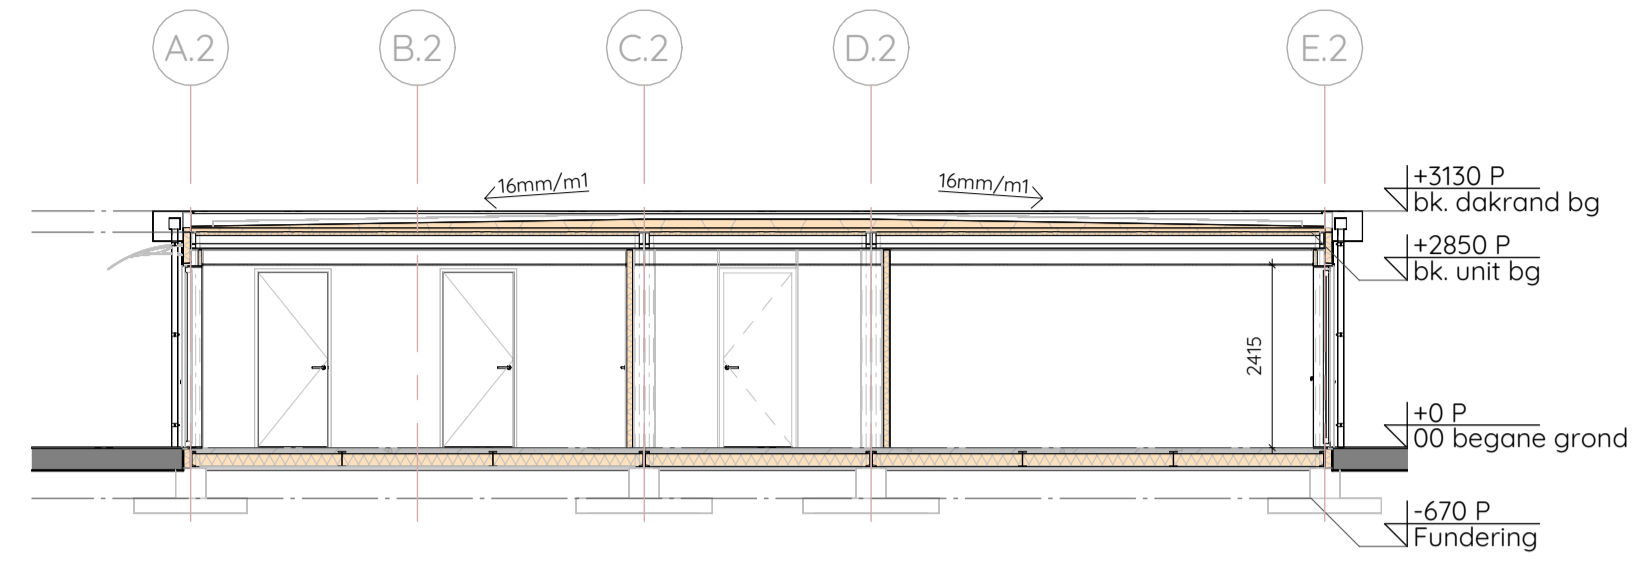 A.2
B.2
C.2
D.2
E.2
16mm/m1
16mm/m1
+3130 P
bk. dakrand bg
+2850 P
bk. unit bg
2415
+0 P
00 begane grond
-670 P
Fundering